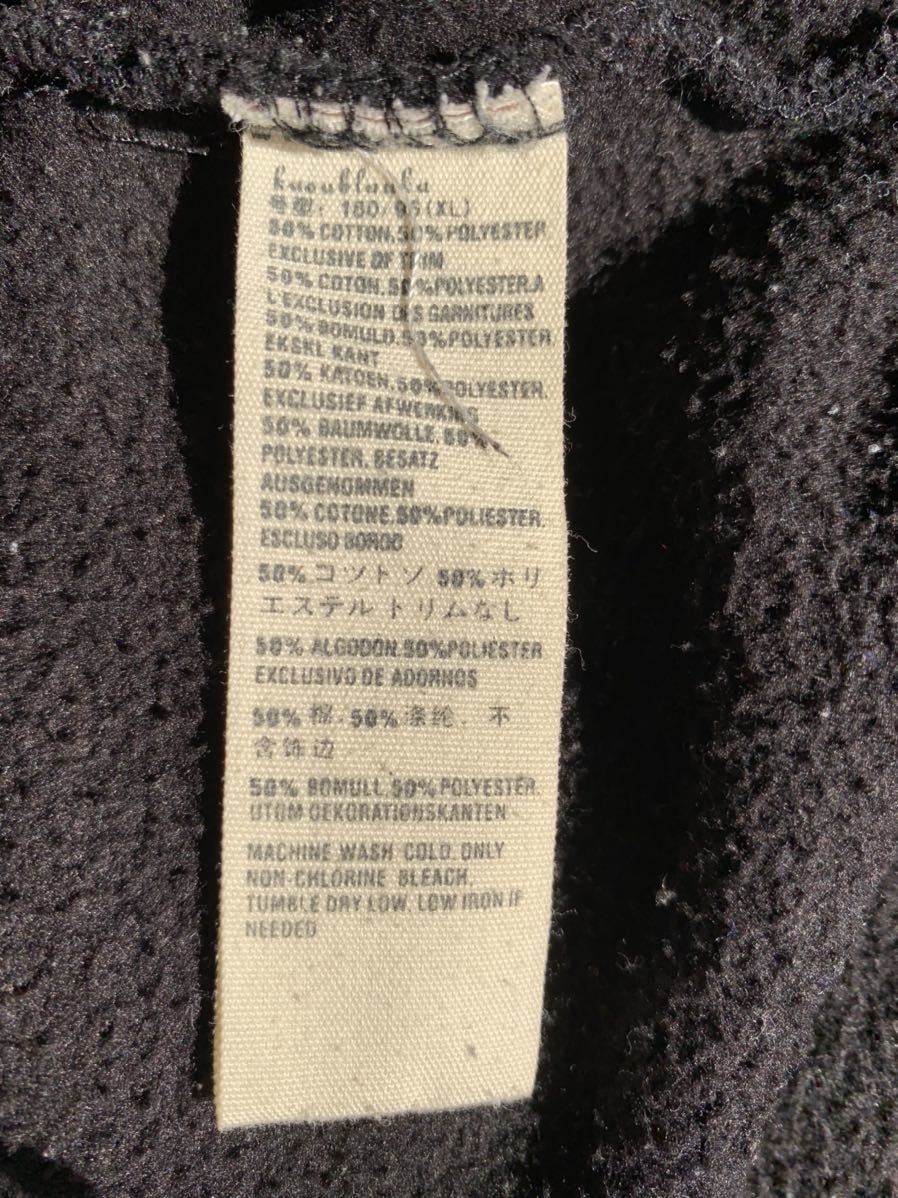 号型: 180/96(XL)
50% COTTON.50%POLYESTER
EXCLUSIVE OF TRIM
50% COTON.50%POLYESTER.A
L'EXCLUSION DES GARNITURES
50% BOMULD.50%POLYESTER
EKSKL KANT
50% KATOEN.50%POLYESTER.
EXCLUSIEF AFWERKING
50% BAUMWOLLE.50%
POLYESTER. BESATZ
AUSGENOMMEN
50% COTONE.50%POLIESTER.
ESCLUSO BORDO
50%コツトソ 50%ホリ
エステルトリムなし
50% ALGODON.50%POLIESTER
EXCLUSIVO DE ADORNOS
50% 棉. 50%涤纶. 不
含饰边
50% BOMULL.50%POLYESTER.
UTOM DEKORATIONSKANTEN
MACHINE WASH COLD. ONLY
NON-CHLORINE BLEACH.
TUMBLE DRY LOW. LOW IRON IF
NEEDED